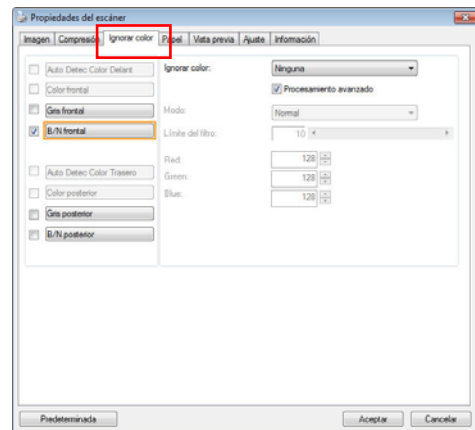 Propiedades del escáner
Imagen Compresión Ignorar color Papel Vista previa Ajuste Información
Auto Detec Color Delant
Color frontal
Gris frontal
B/N frontal
Auto Detec Color Trasero
Color posterior
Gris posterior
B/N posterior
Ignorar color: Ninguna
Procesamiento avanzado
Modo: Normal
Límite del filtro: 10
Red: 128
Green: 128
Blue: 128
Predeterminada Aceptar Cancelar